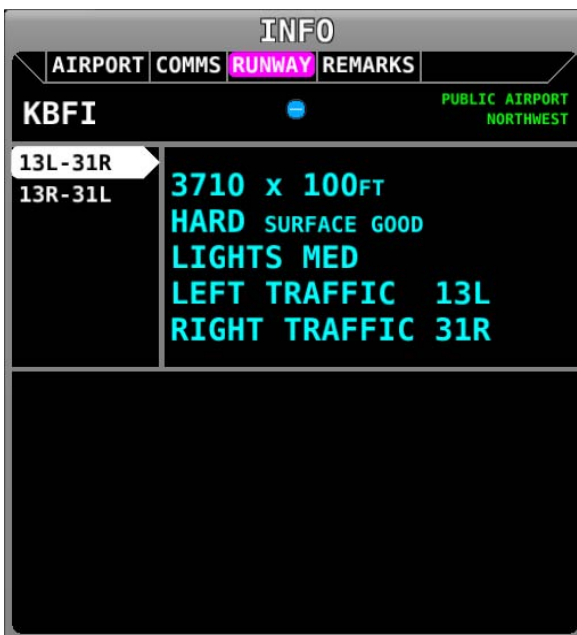 INFO
AIRPORT COMMS RUNWAY REMARKS
KBFI
PUBLIC AIRPORT
NORTHWEST
13L-31R
13R-31L
3710 x 100FT
HARD SURFACE GOOD
LIGHTS MED
LEFT TRAFFIC 13L
RIGHT TRAFFIC 31R